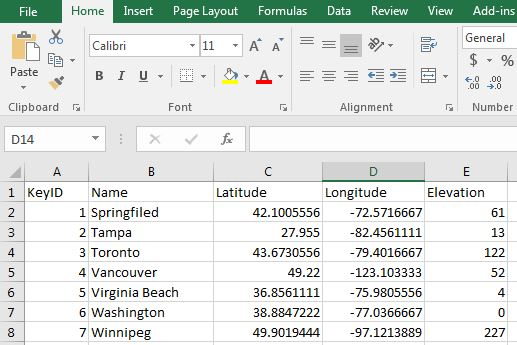 File Home Insert Page Layout Formulas Data Review View Add-ins
Paste
Calibri 11 A A General
B I U A $ %
Clipboard Font Alignment Number
D14 fx
A B C D E
1 KeyID Name Latitude Longitude Elevation
2 1 Springfiled 42.1005556 -72.5716667 61
3 2 Tampa 27.955 -82.4561111 13
4 3 Toronto 43.6730556 -79.4016667 122
5 4 Vancouver 49.22 -123.103333 52
6 5 Virginia Beach 36.8561111 -75.9805556 4
7 6 Washington 38.8847222 -77.0366667 0
8 7 Winnipeg 49.9019444 -97.1213889 227